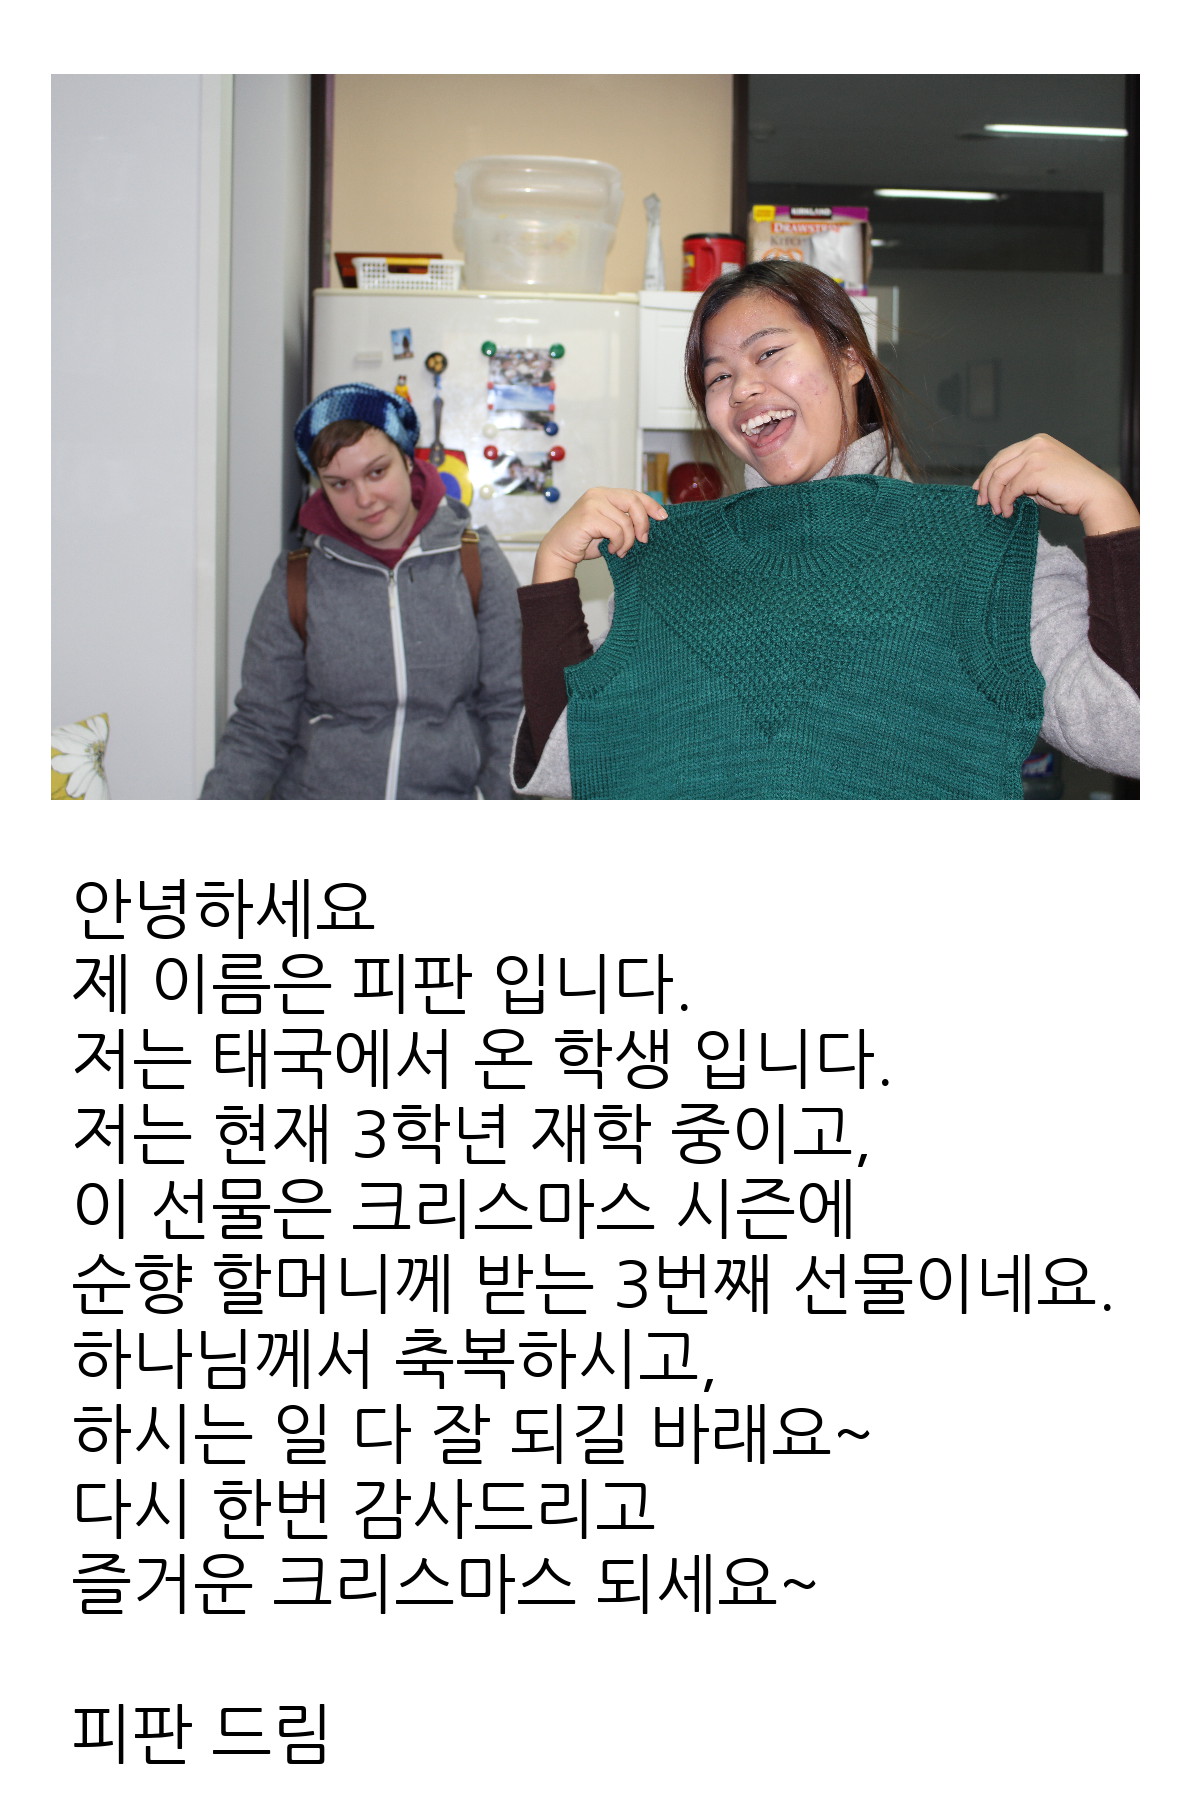 KIRKLAND
DRAWSTRING
안녕하세요
제 이름은 피판 입니다.
저는 태국에서 온 학생 입니다.
저는 현재 3학년 재학 중이고,
이 선물은 크리스마스 시즌에
순향 할머니께 받는 3번째 선물이네요.
하나님께서 축복하시고,
하시는 일 다 잘 되길 바래요~
다시 한번 감사드리고
즐거운 크리스마스 되세요~
피판 드림